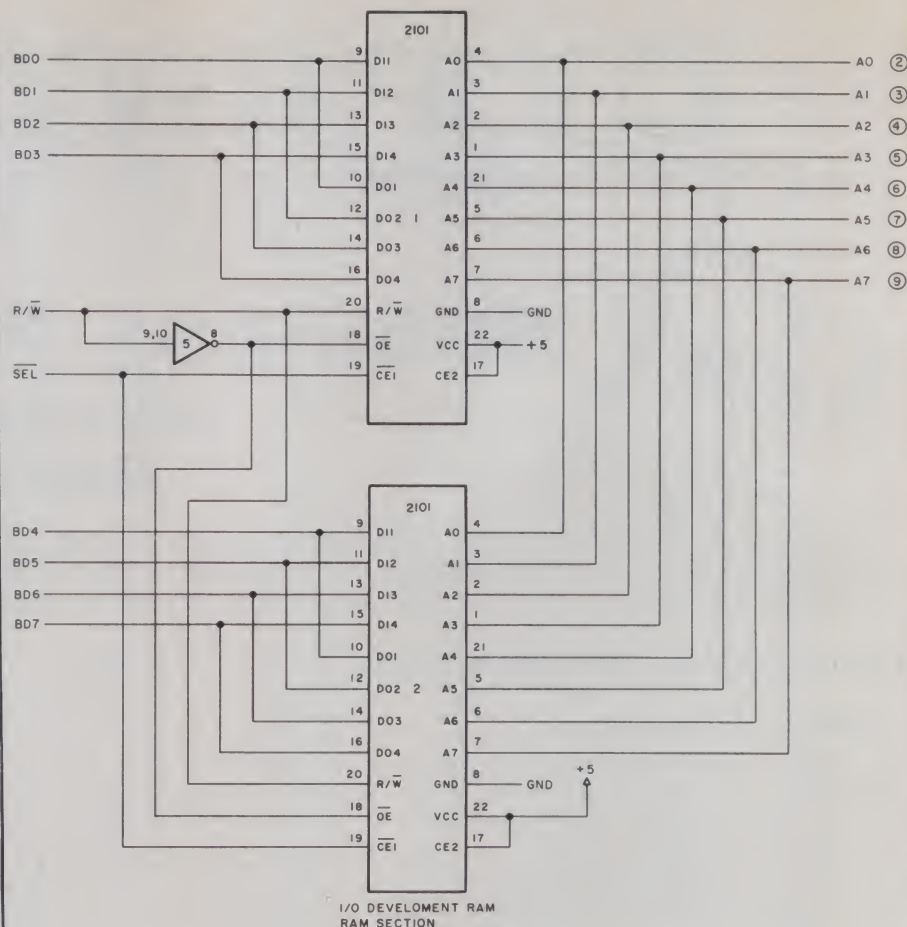 2101
BD0 9 DI1 A0 4 A0 ②
BD1 11 DI2 A1 3 A1 ③
BD2 13 DI3 A2 2 A2 ④
BD3 15 DI4 A3 1 A3 ⑤
10 DO1 A4 21 A4 ⑥
12 DO2 1 A5 5 A5 ⑦
14 DO3 A6 6 A6 ⑧
16 DO4 A7 7 A7 ⑨
R/W̅ 20 R/W̅ GND 8 GND
9,10 5 8 18 O̅E̅ VCC 22 +5
S̅E̅L̅ 19 C̅E̅1̅ CE2 17
2101
BD4 9 DI1 A0 4
BD5 11 DI2 A1 3
BD6 13 DI3 A2 2
BD7 15 DI4 A3 1
10 DO1 A4 21
12 DO2 2 A5 5
14 DO3 A6 6
16 DO4 A7 7
20 R/W̅ GND 8 GND +5
18 O̅E̅ VCC 22
19 C̅E̅1̅ CE2 17
I/O DEVELOMENT RAM
RAM SECTION